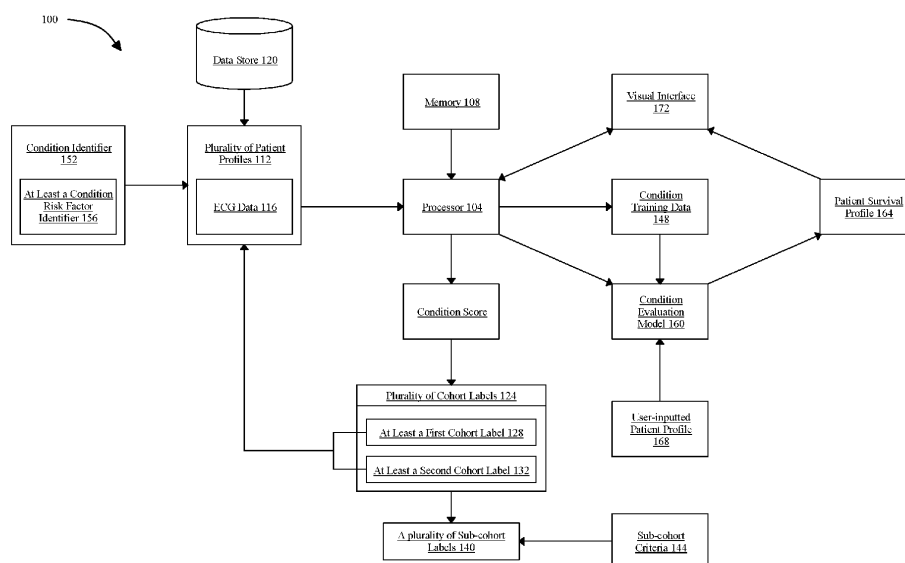 100
Data Store 120
Memory 108
Visual Interface
172
Condition Identifier
152
At Least a Condition
Risk Factor
Identifier 156
Plurality of Patient
Profiles 112
ECG Data 116
Processor 104
Condition
Training Data
148
Patient Survival
Profile 164
Condition Score
Condition
Evaluation
Model 160
Plurality of Cohort Labels 124
At Least a First Cohort Label 128
At Least a Second Cohort Label 132
User-inputted
Patient Profile
168
A plurality of Sub-cohort
Labels 140
Sub-cohort
Criteria 144